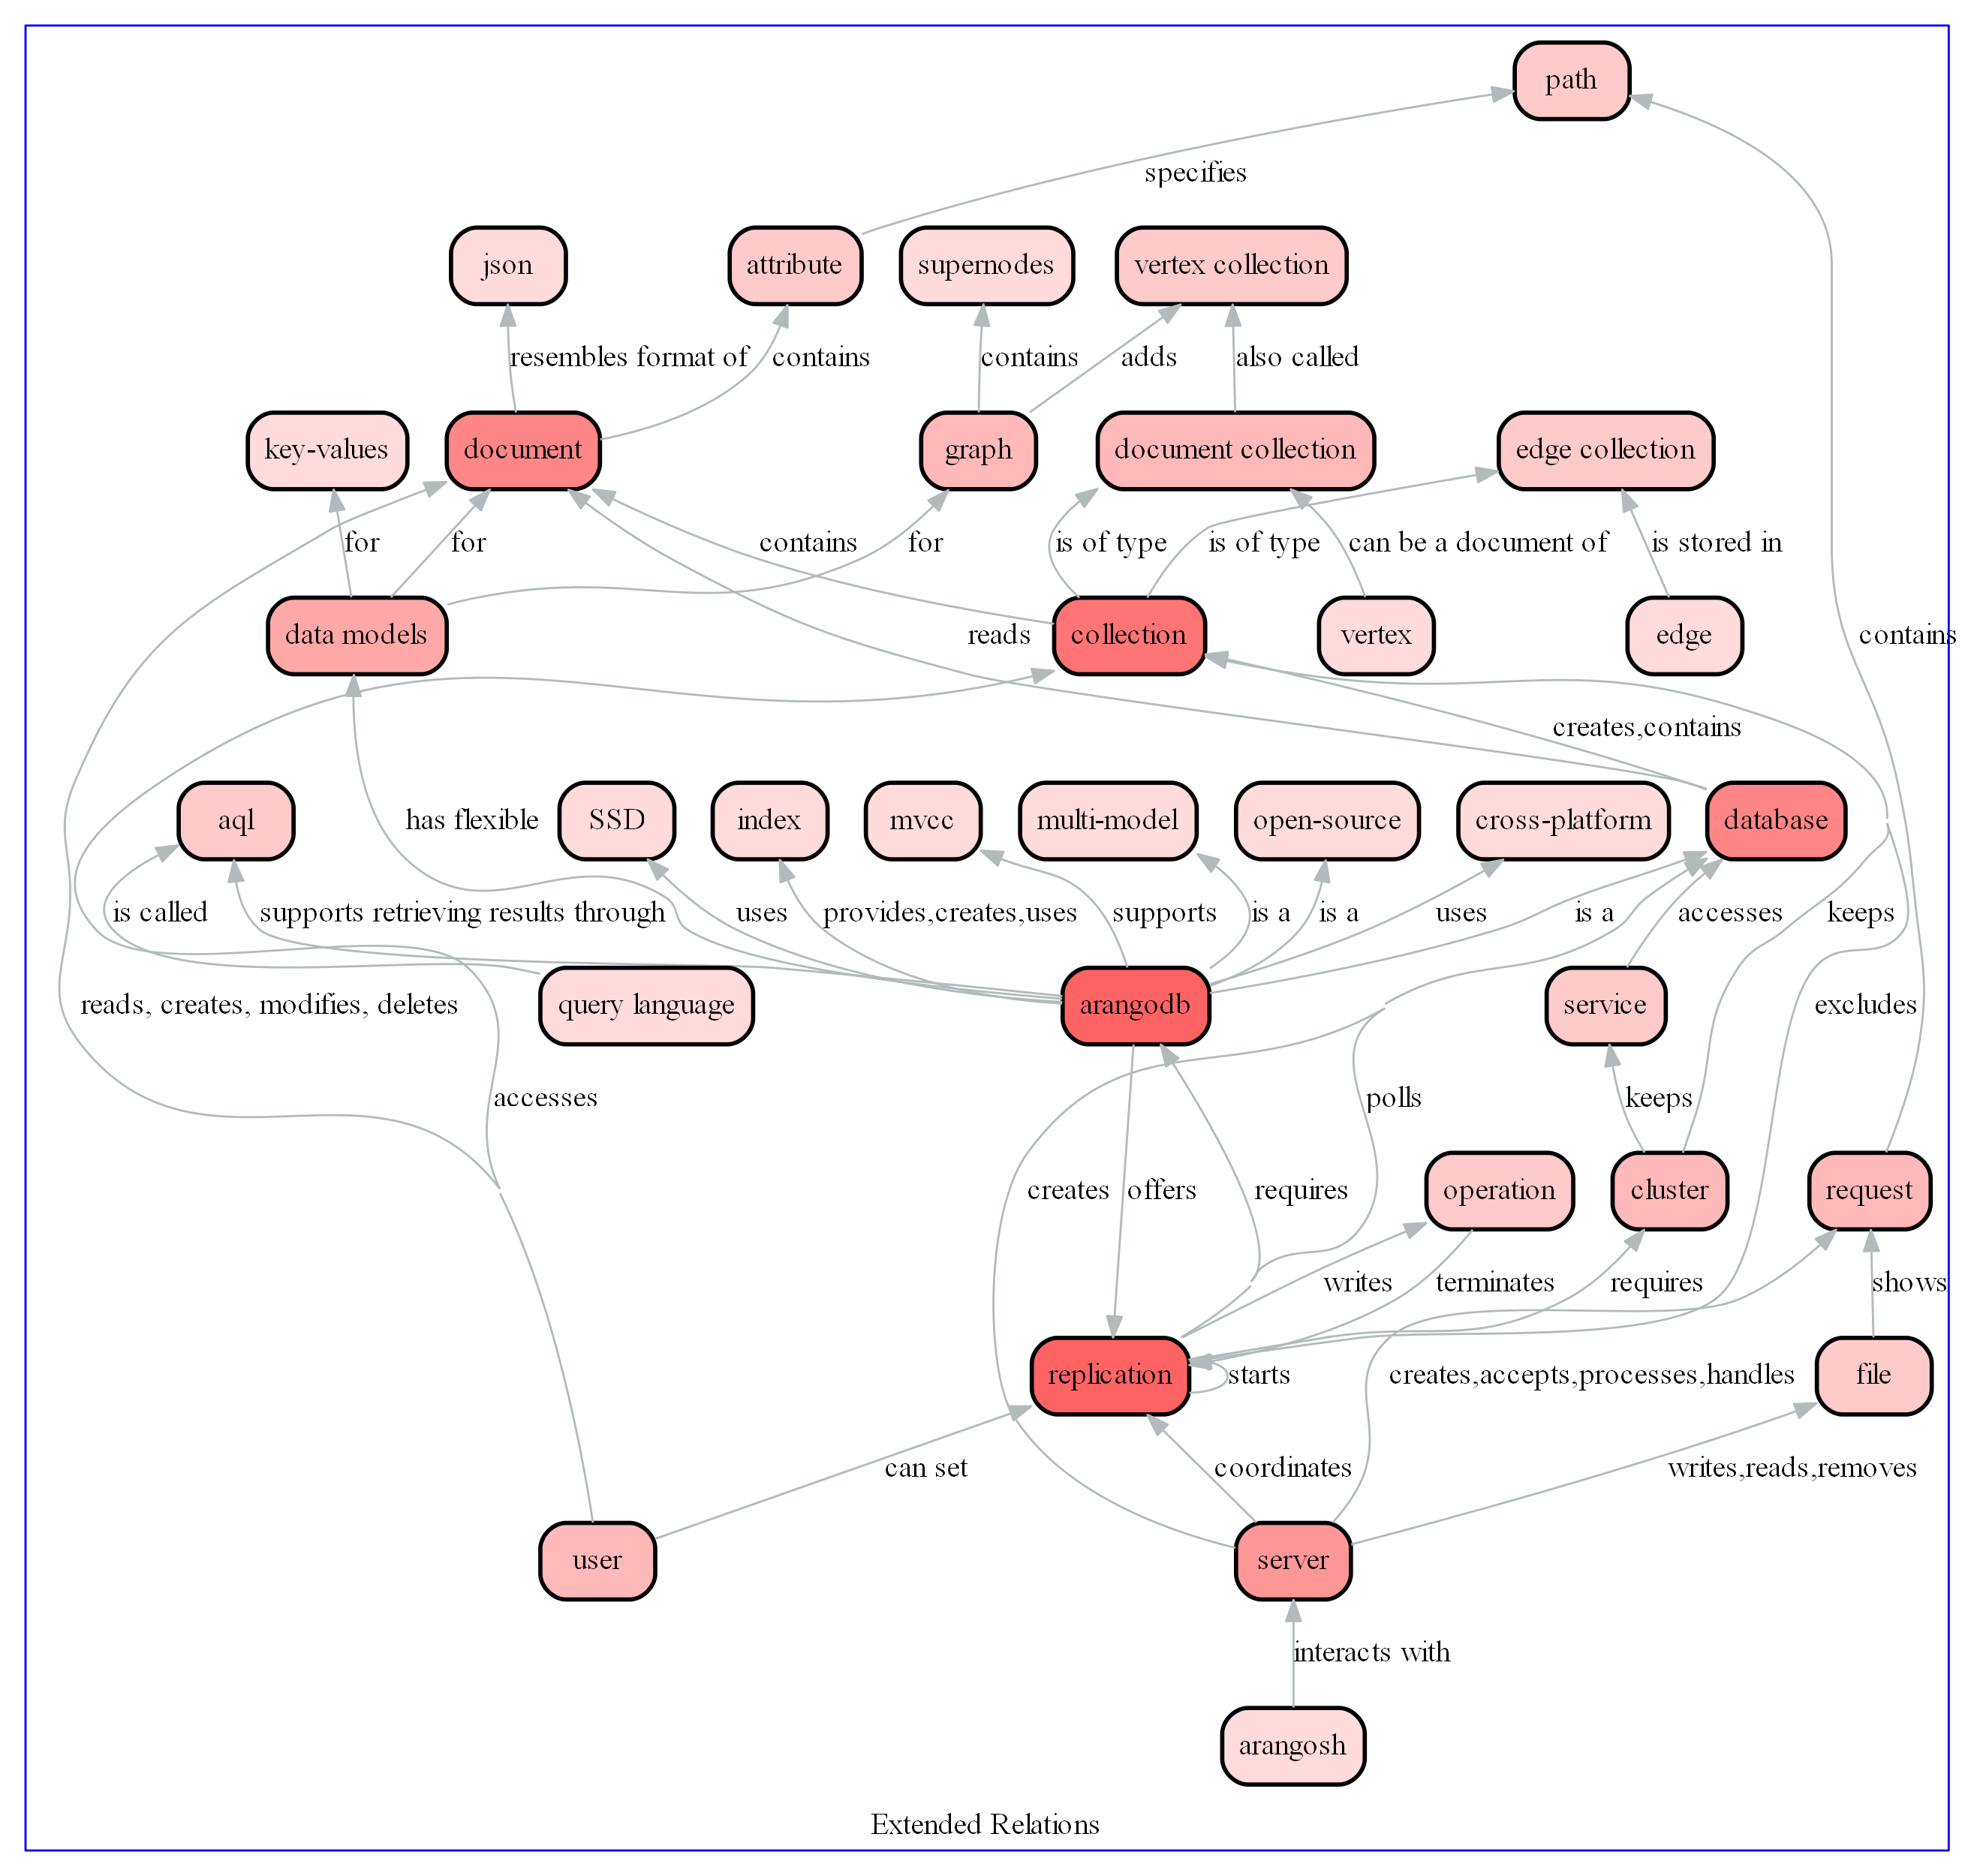 path
specifies
json
attribute
supernodes
vertex collection
resembles format of
contains
contains
adds
also called
key-values
document
graph
document collection
edge collection
for
for
contains
for
is of type
is of type
can be a document of
is stored in
data models
reads
collection
vertex
edge
contains
creates,contains
aql
has flexible
SSD
index
mvcc
multi-model
open-source
cross-platform
database
is called
supports retrieving results through
uses
provides,creates,uses
supports
is a
is a
uses
is a
accesses
keeps
reads, creates, modifies, deletes
query language
arangodb
service
excludes
accesses
polls
keeps
creates
offers
requires
operation
cluster
request
writes
terminates
requires
shows
replication
starts
creates,accepts,processes,handles
file
can set
coordinates
writes,reads,removes
user
server
interacts with
arangosh
Extended Relations